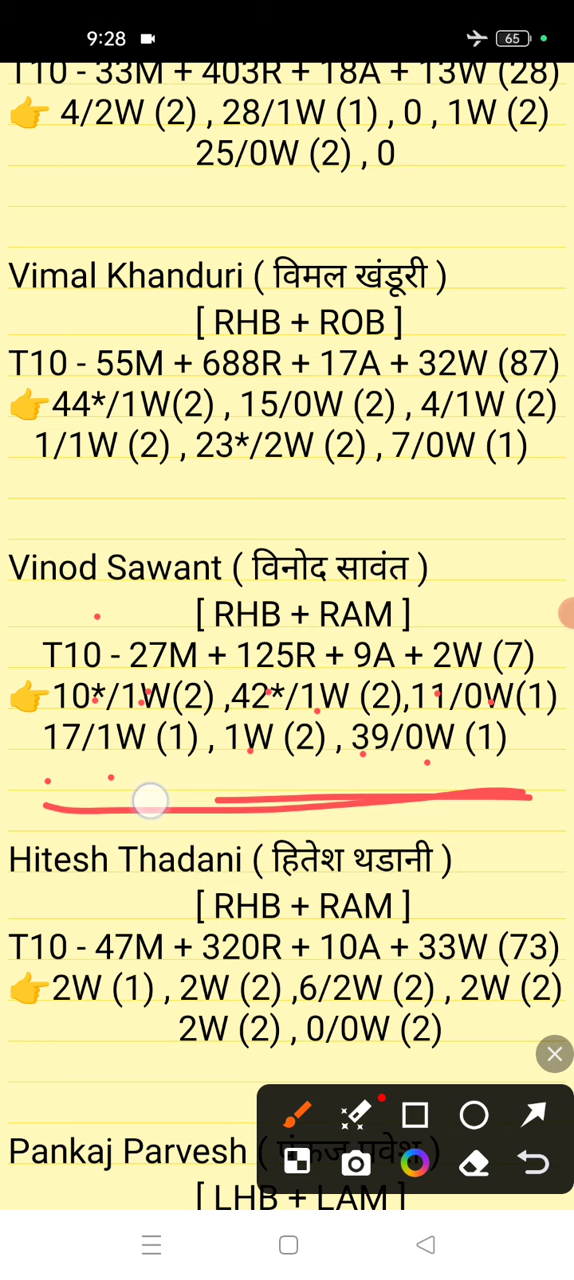 9:28
65
T10 - 33M + 403R + 18A + 13W (28)
👉 4/2W (2) , 28/1W (1) , 0 , 1W (2)
25/0W (2) , 0
Vimal Khanduri ( विमल खंडूरी )
[ RHB + ROB ]
T10 - 55M + 688R + 17A + 32W (87)
👉44*/1W(2) , 15/0W (2) , 4/1W (2)
1/1W (2) , 23*/2W (2) , 7/0W (1)
Vinod Sawant ( विनोद सावंत )
[ RHB + RAM ]
T10 - 27M + 125R + 9A + 2W (7)
👉10*/1W(2) ,42*/1W (2),11/0W(1)
17/1W (1) , 1W (2) , 39/0W (1)
Hitesh Thadani ( हितेश थडानी )
[ RHB + RAM ]
T10 - 47M + 320R + 10A + 33W (73)
👉2W (1) , 2W (2) ,6/2W (2) , 2W (2)
2W (2) , 0/0W (2)
Pankaj Parvesh ( पंकज प्रवेश )
[ LHB + LAM ]